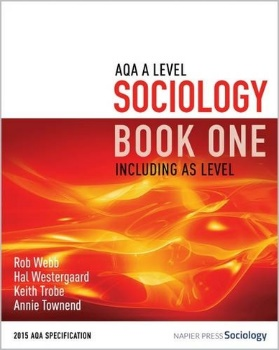 AQA A LEVEL
SOCIOLOGY
BOOK ONE
INCLUDING AS LEVEL
Rob Webb
Hal Westergaard
Keith Trobe
Annie Townend
2015 AQA SPECIFICATION
NAPIER PRESS Sociology